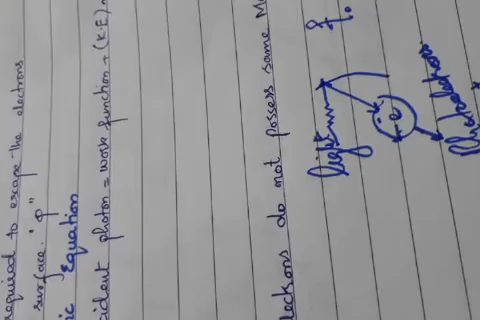 required to escape the electrons
surface. "φ"
ic Equation
cident photon = work function + (K.E)
lectrons do not possess same
light
e
Photoelectrons